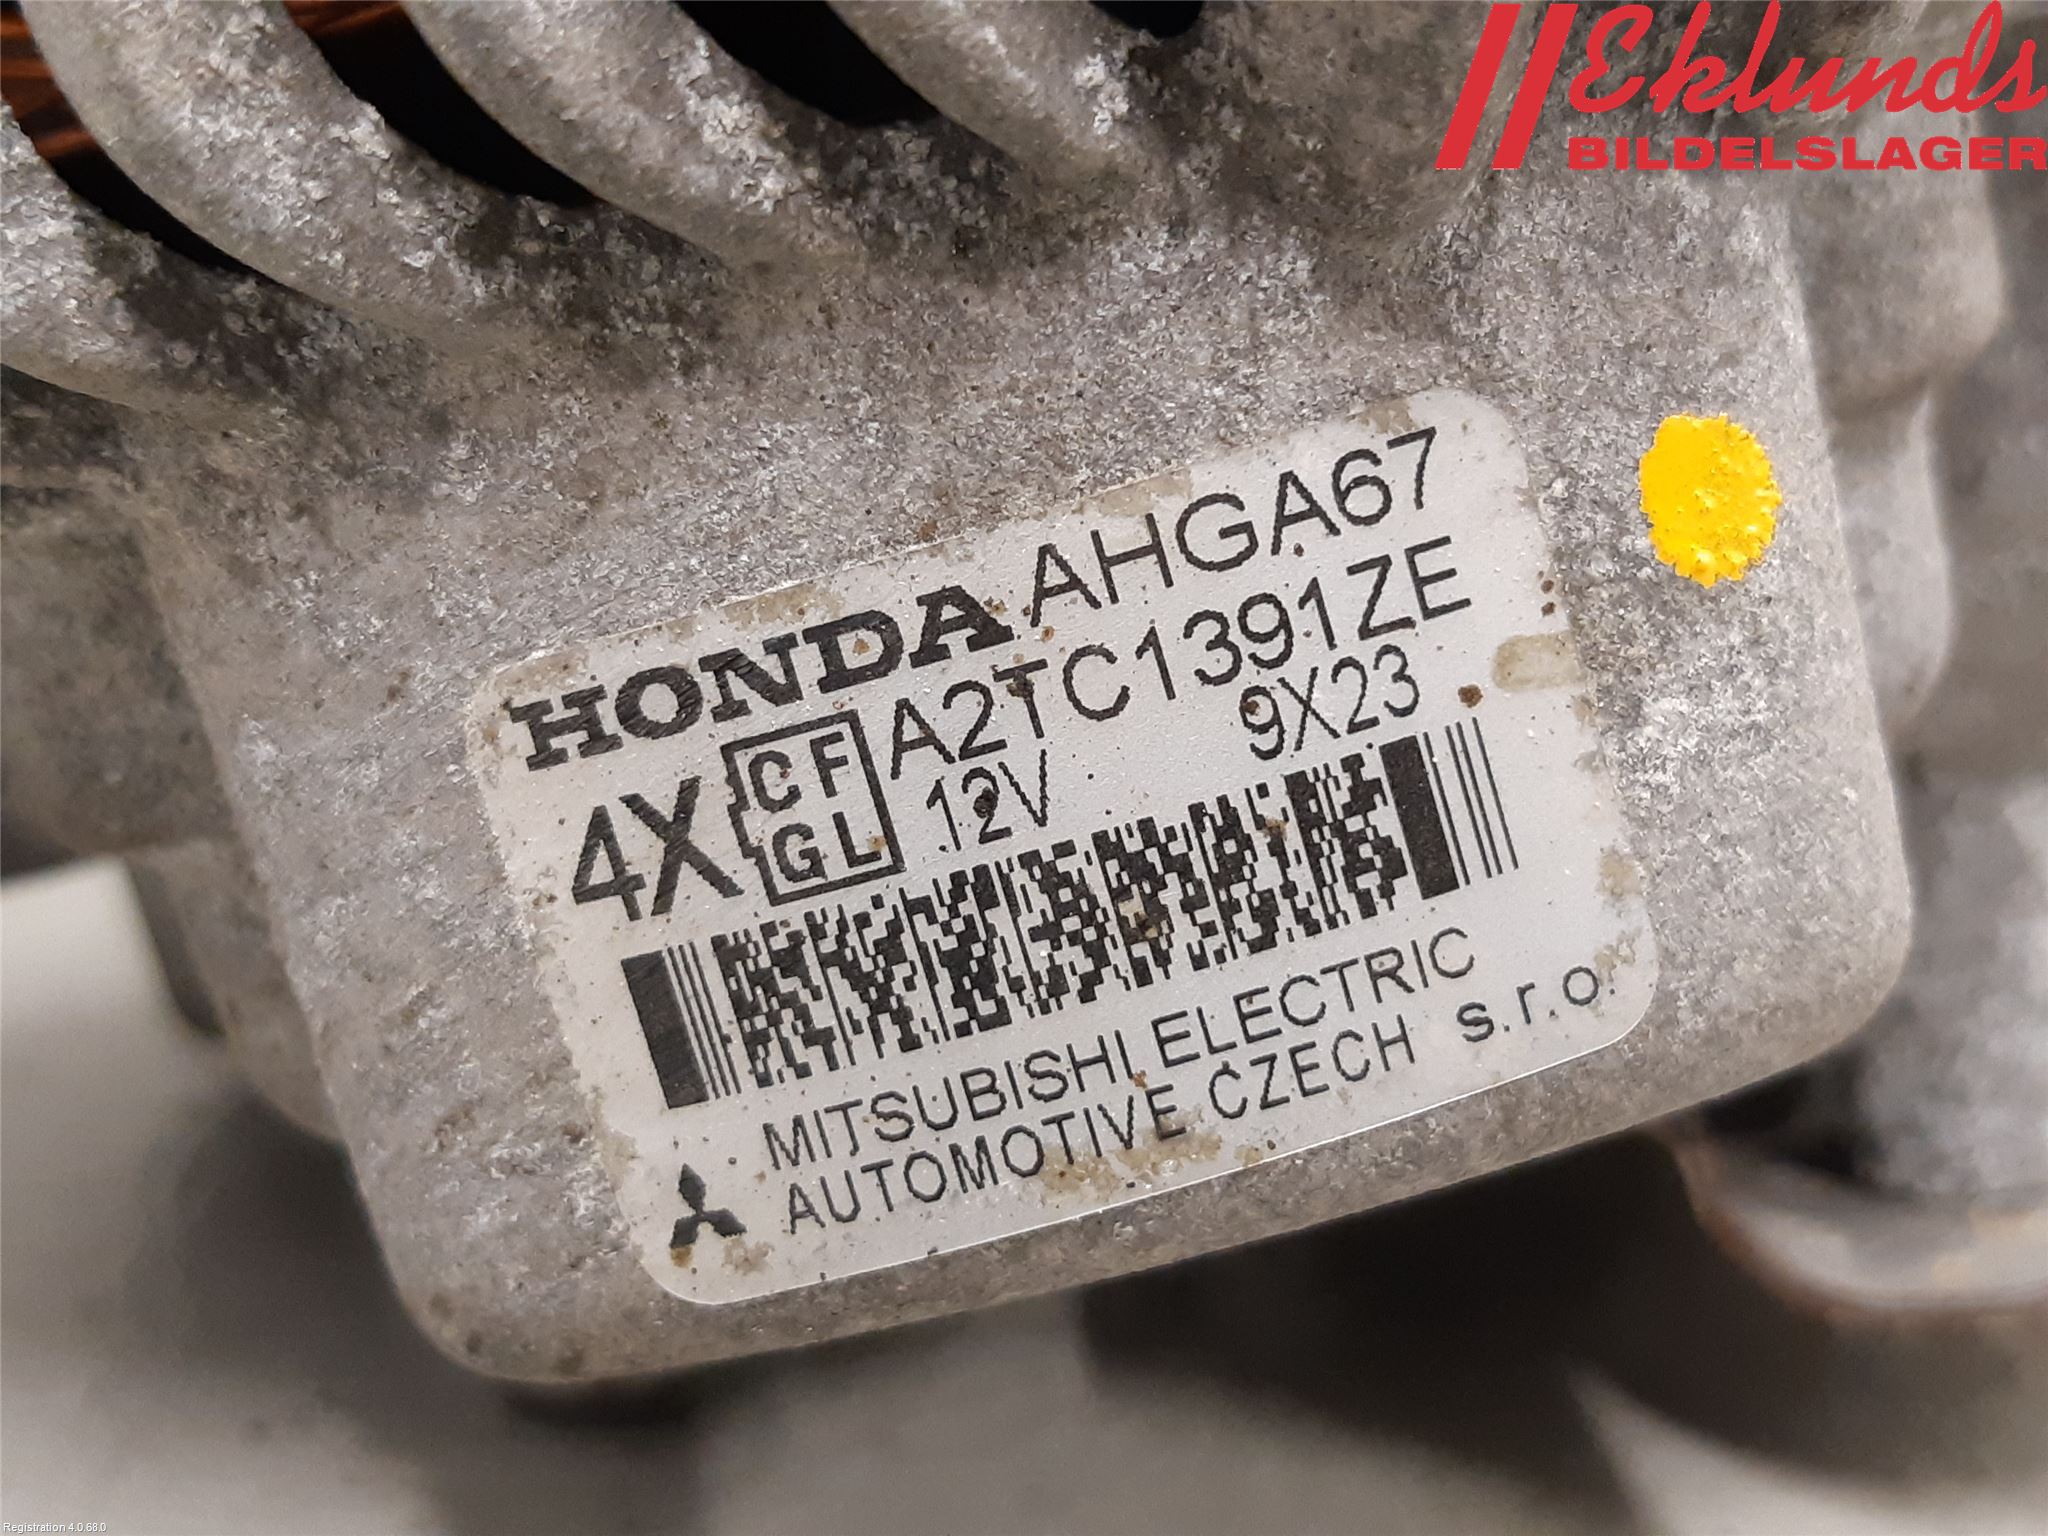 Eklunds
BILDELSLAGER
HONDA AHGA67
4X CF GL A2TC1391ZE
12V 9X23
MITSUBISHI ELECTRIC
AUTOMOTIVE CZECH s.r.o.
Registration 4.0.68.0